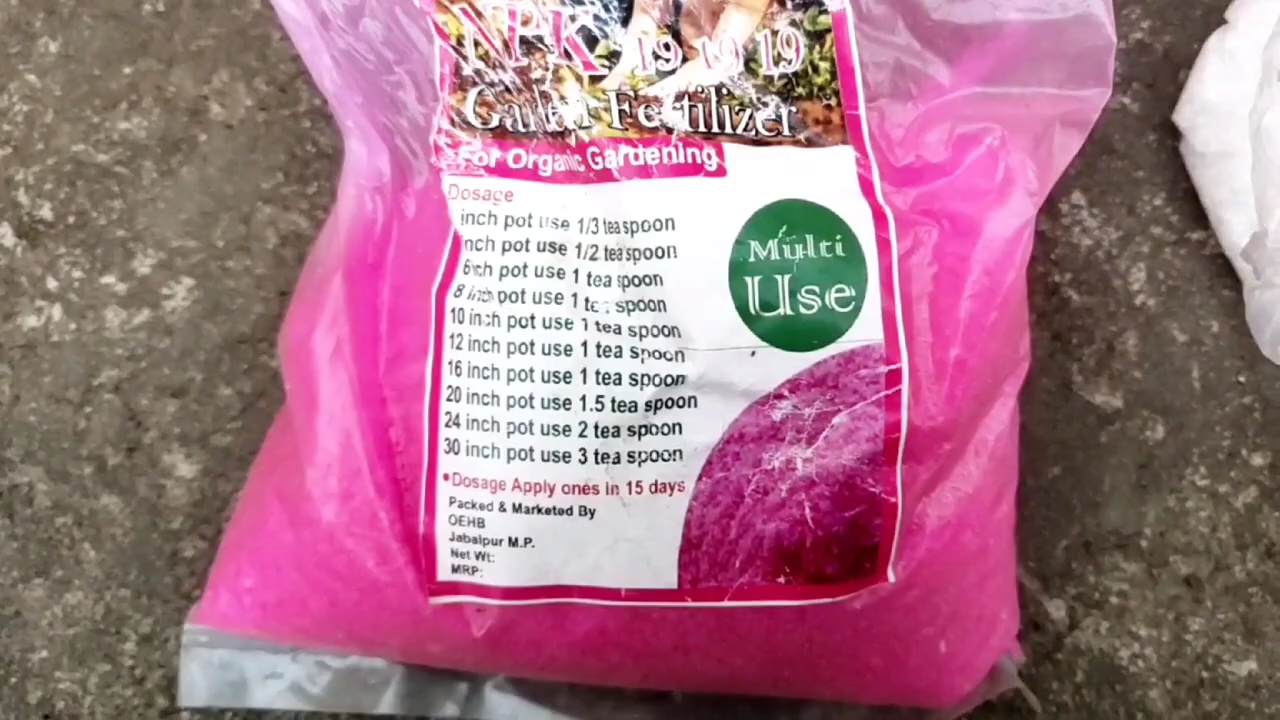 NPK 19 19 19
Garden Fertilizer
For Organic Gardening
Dosage
inch pot use 1/3 tea spoon
inch pot use 1/2 tea spoon
6 inch pot use 1 tea spoon
8 inch pot use 1 tea spoon
10 inch pot use 1 tea spoon
12 inch pot use 1 tea spoon
16 inch pot use 1 tea spoon
20 inch pot use 1.5 tea spoon
24 inch pot use 2 tea spoon
30 inch pot use 3 tea spoon
•Dosage Apply ones in 15 days
Packed & Marketed By
OEHB
Jabalpur M.P.
Net Wt:
MRP:
Multi
Use